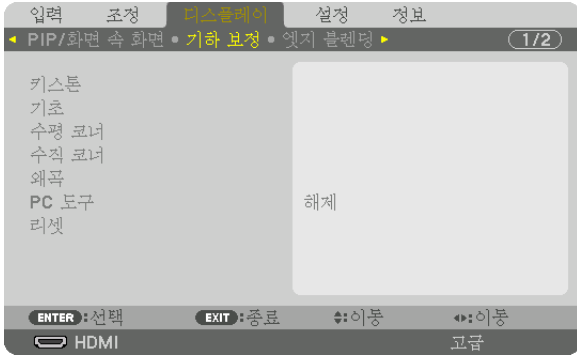 입력 조정 디스플레이 설정 정보
PIP/화면 속 화면 • 기하 보정 • 엣지 블렌딩 1/2
키스톤
기초
수평 코너
수직 코너
왜곡
PC 도구 해제
리셋
ENTER :선택 EXIT :종료 :이동 :이동
HDMI 고급